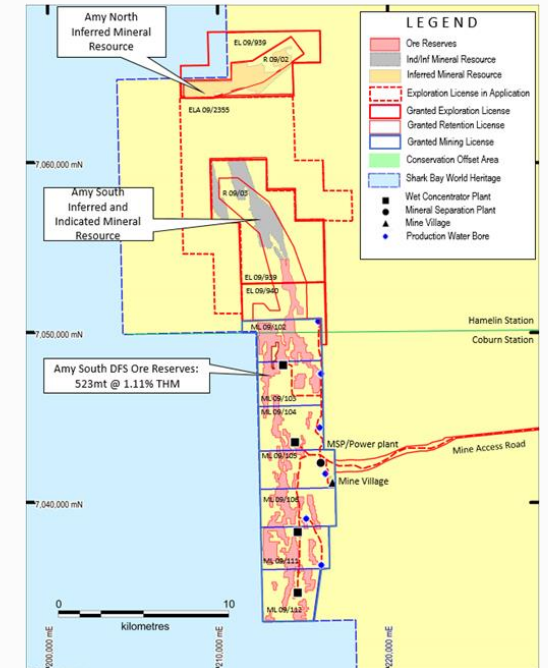 Amy North
Inferred Mineral
Resource
EL 09/939
R 09/02
ELA 09/2355
LEGEND
Ore Reserves
Ind/Inf Mineral Resource
Inferred Mineral Resource
Exploration License in Application
Granted Exploration License
Granted Retention License
Granted Mining License
Conservation Offset Area
Shark Bay World Heritage
Wet Concentrator Plant
Mineral Separation Plant
Mine Village
Production Water Bore
7,060,000 mN
R 09/03
Amy South
Inferred and
Indicated Mineral
Resource
EL 09/939
EL 09/940
ML 09/102
7,050,000 mN
Hamelin Station
Coburn Station
Amy South DFS Ore Reserves:
523mt @ 1.11% THM
ML 09/103
ML 09/104
MSP/Power plant
Mine Access Road
ML 09/105
Mine Village
ML 09/106
7,040,000 mN
ML 09/111
ML 09/112
0 10
kilometres
200,000 mE
210,000 mE
220,000 mE